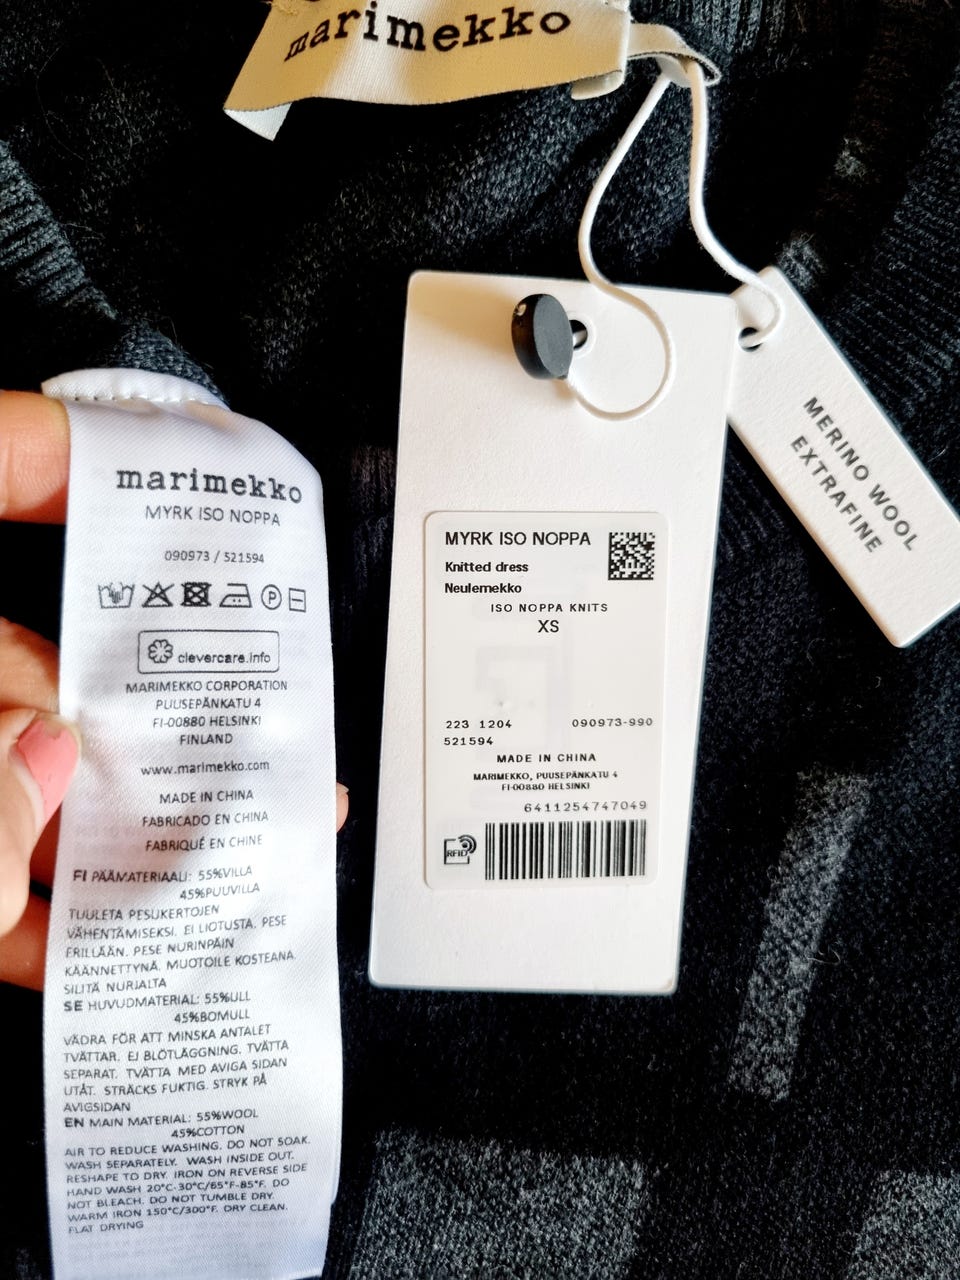 marimekko
marimekko
MYRK ISO NOPPA
090973 / 521594
P
clevercare.info
MARIMEKKO CORPORATION
PUUSEPÄNKATU 4
FI-00880 HELSINKI
FINLAND
www.marimekko.com
MADE IN CHINA
FABRICADO EN CHINA
FABRIQUÉ EN CHINE
FI PÄÄMATERIAALI: 55%VILLA
45%PUUVILLA
TUULETA PESUKERTOJEN
VÄHENTÄMISEKSI. EI LIOTUSTA. PESE
ERILLÄÄN. PESE NURINPÄIN
KÄÄNNETTYNÄ. MUOTOILE KOSTEANA.
SILITÄ NURJALTA
SE HUVUDMATERIAL: 55%ULL
45%BOMULL
VÄDRA FÖR ATT MINSKA ANTALET
TVÄTTAR. EJ BLÖTLÄGGNING. TVÄTTA
SEPARAT. TVÄTTA MED AVIGA SIDAN
UTÅT. STRÄCKS FUKTIG. STRYK PÅ
AVIGSIDAN
EN MAIN MATERIAL: 55%WOOL
45%COTTON
AIR TO REDUCE WASHING. DO NOT SOAK.
WASH SEPARATELY. WASH INSIDE OUT.
RESHAPE TO DRY. IRON ON REVERSE SIDE
HAND WASH 20°C-30°C/65°F-85°F. DO
NOT BLEACH. DO NOT TUMBLE DRY.
WARM IRON 150°C/300°F. DRY CLEAN.
FLAT DRYING
MYRK ISO NOPPA
Knitted dress
Neulemekko
ISO NOPPA KNITS
XS
223 1204 090973-990
521594
MADE IN CHINA
MARIMEKKO, PUUSEPÄNKATU 4
FI-00880 HELSINKI
6411254747049
RFID
MERINO WOOL
EXTRAFINE